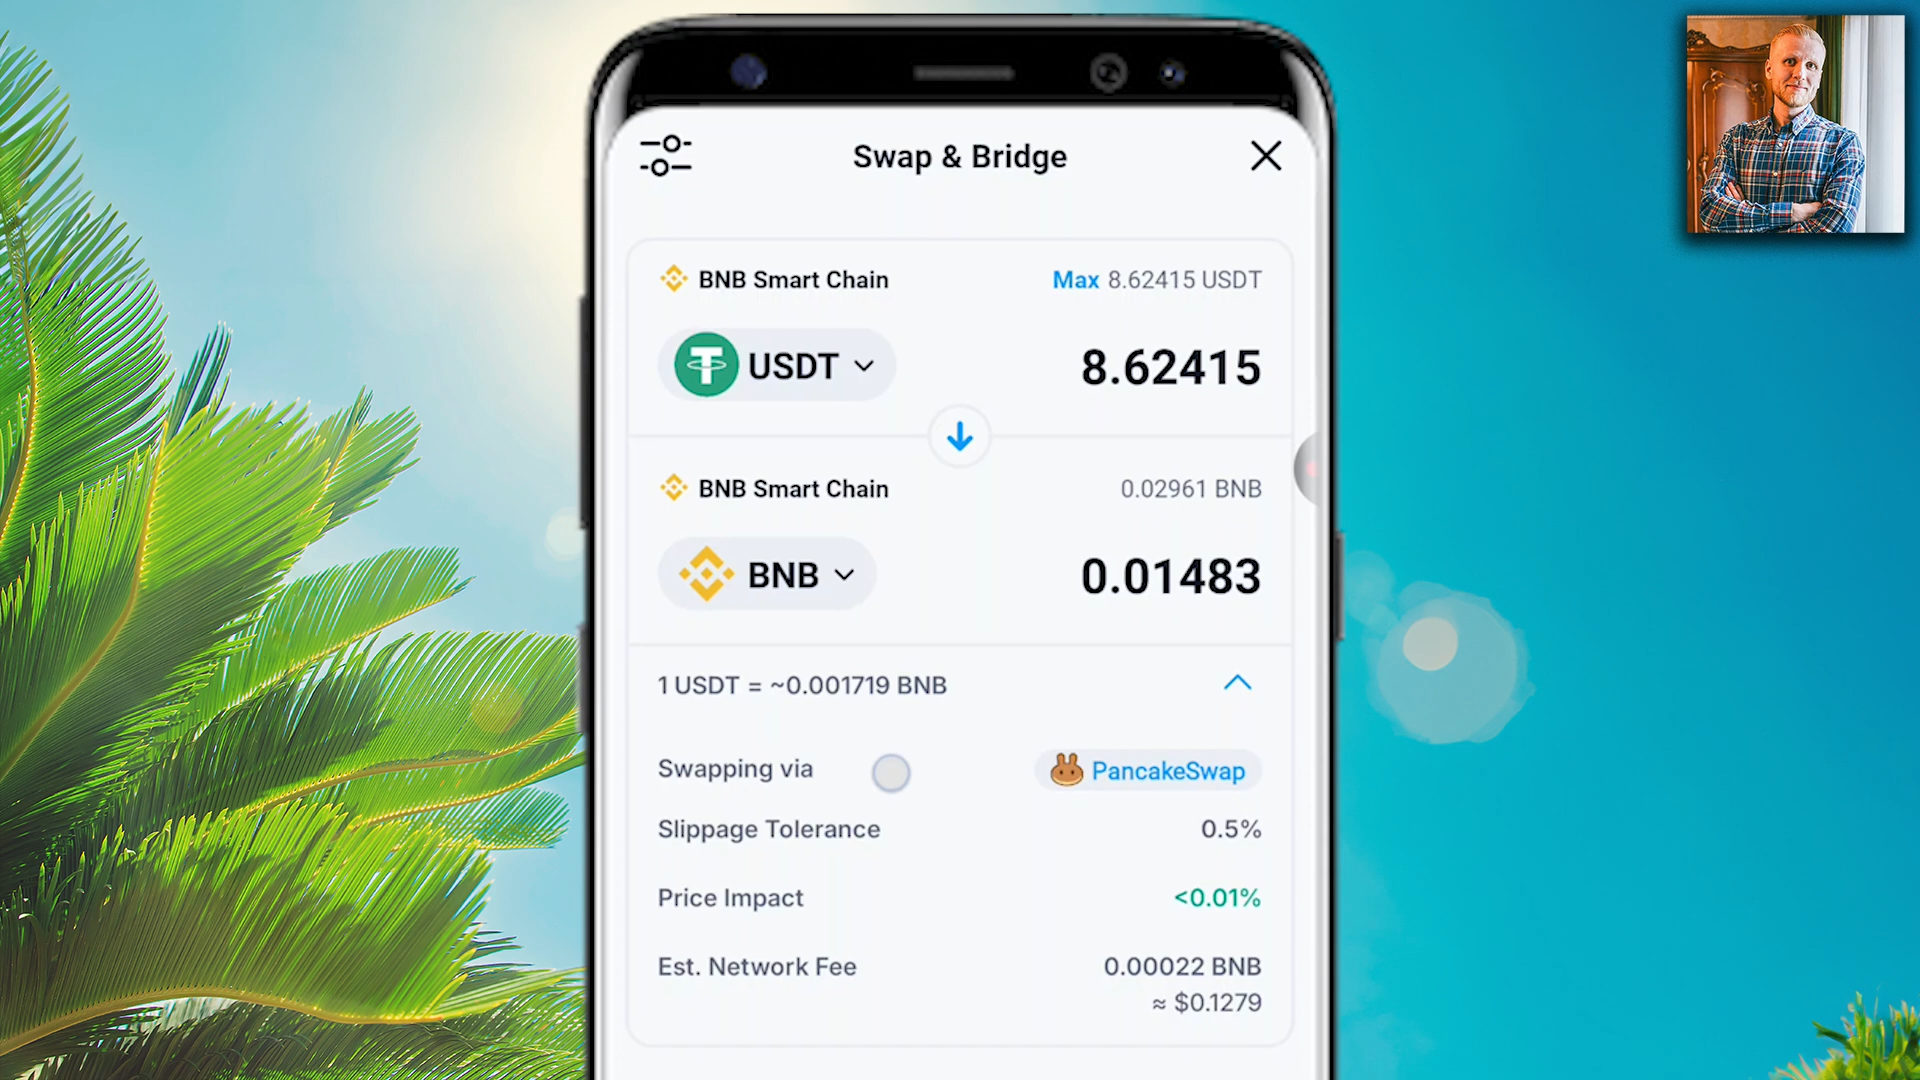 Swap & Bridge
BNB Smart Chain
Max 8.62415 USDT
USDT
8.62415
BNB Smart Chain
0.02961 BNB
BNB
0.01483
1 USDT = ~0.001719 BNB
Swapping via
PancakeSwap
Slippage Tolerance
0.5%
Price Impact
<0.01%
Est. Network Fee
0.00022 BNB
≈ $0.1279